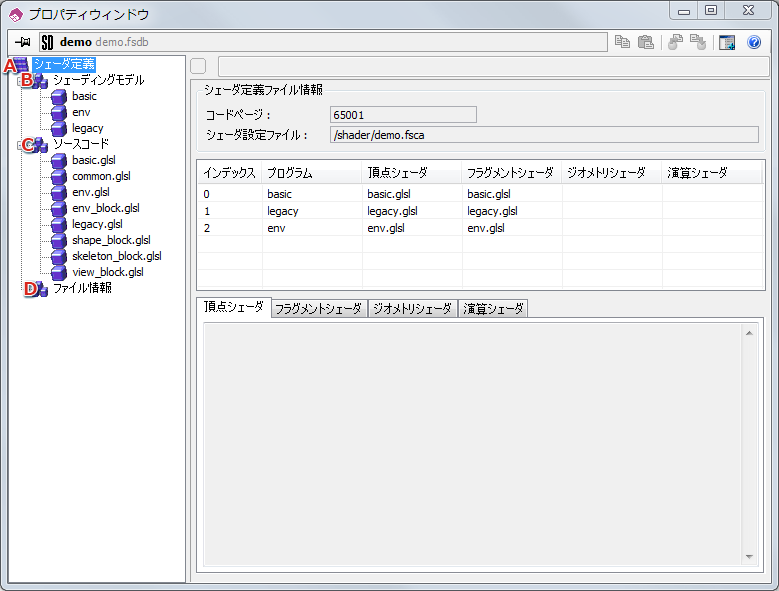 プロパティウィンドウ
SD demo demo.fsdb
A シェーダ定義
B シェーディングモデル
basic
env
legacy
C ソースコード
basic.glsl
common.glsl
env.glsl
env_block.glsl
legacy.glsl
shape_block.glsl
skeleton_block.glsl
view_block.glsl
D ファイル情報
シェーダ定義ファイル情報
コードページ： 65001
シェーダ設定ファイル： /shader/demo.fsca
インデックス プログラム 頂点シェーダ フラグメントシェーダ ジオメトリシェーダ 演算シェーダ
0 basic basic.glsl basic.glsl
1 legacy legacy.glsl legacy.glsl
2 env env.glsl env.glsl
頂点シェーダ フラグメントシェーダ ジオメトリシェーダ 演算シェーダ